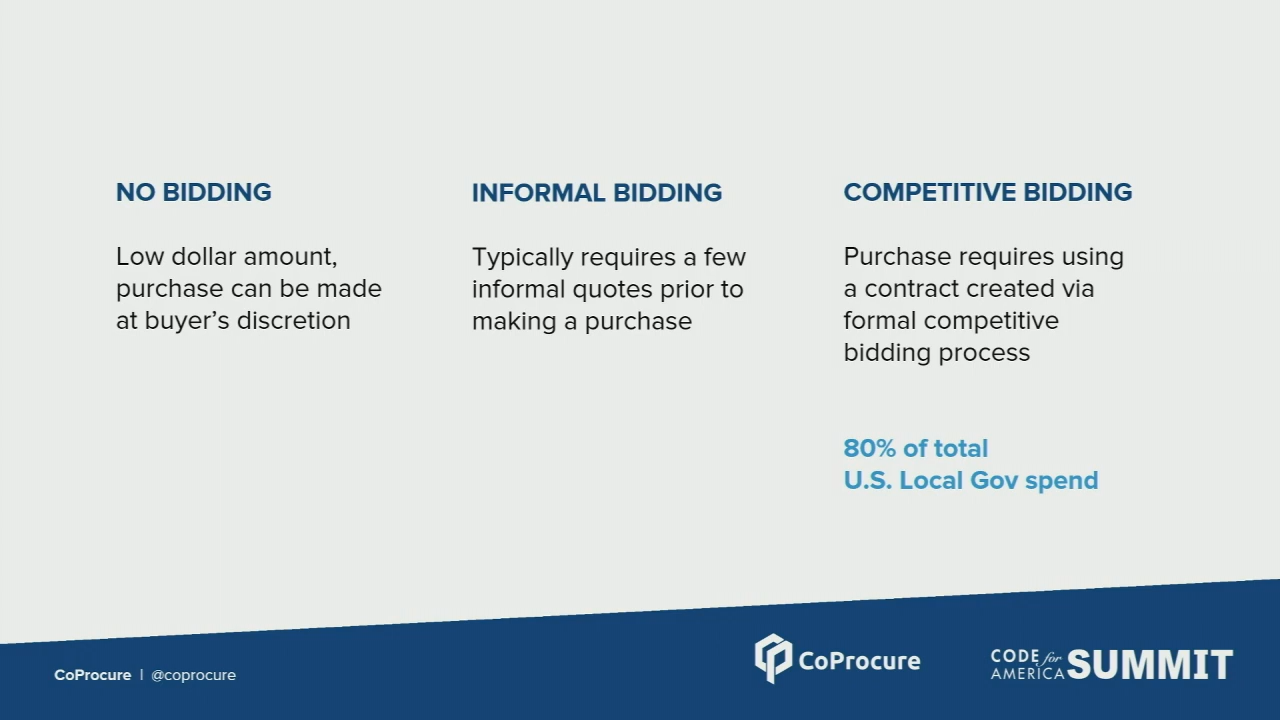 NO BIDDING
Low dollar amount,
purchase can be made
at buyer’s discretion
INFORMAL BIDDING
Typically requires a few
informal quotes prior to
making a purchase
COMPETITIVE BIDDING
Purchase requires using
a contract created via
formal competitive
bidding process
80% of total
U.S. Local Gov spend
CoProcure | @coprocure
CoProcure
CODE for
AMERICA SUMMIT